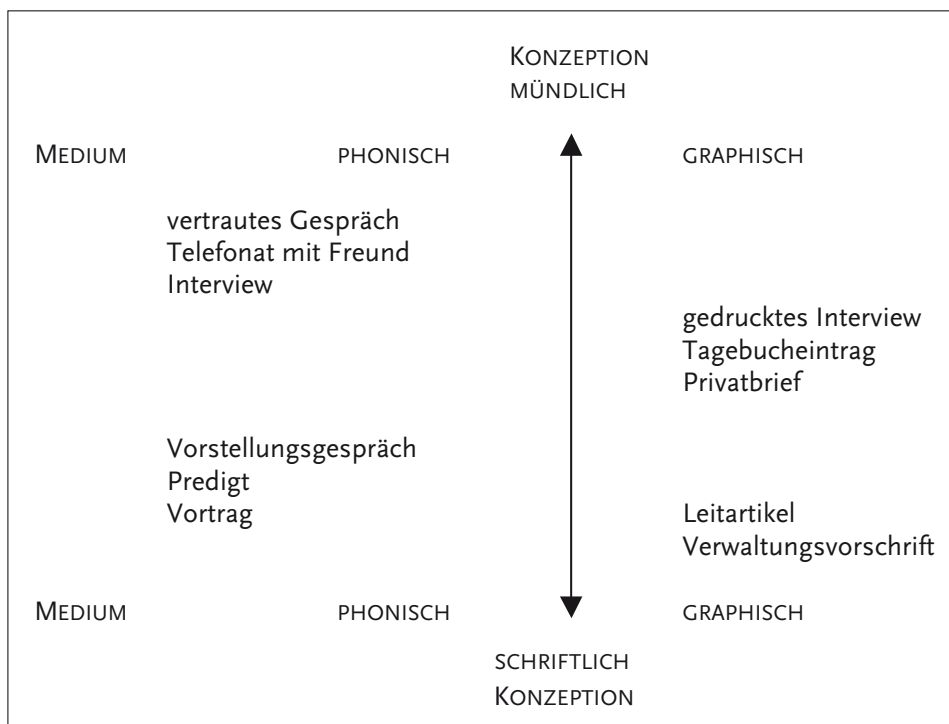 KONZEPTION
MÜNDLICH
MEDIUM PHONISCH GRAPHISCH
vertrautes Gespräch
Telefonat mit Freund
Interview
gedrucktes Interview
Tagebucheintrag
Privatbrief
Vorstellungsgespräch
Predigt
Vortrag
Leitartikel
Verwaltungsvorschrift
MEDIUM PHONISCH GRAPHISCH
SCHRIFTLICH
KONZEPTION